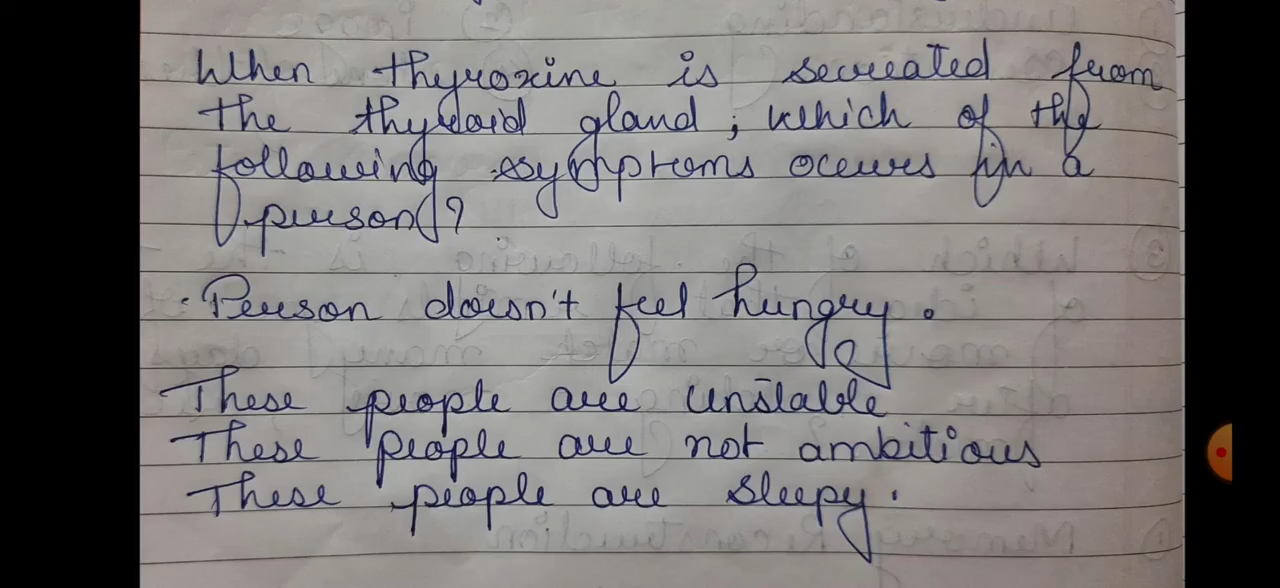 When thyroxine is secreated from
the thyroid gland, which of the
following symptoms occurs in a
person?
. Person doesn't feel hungry.
These people are unstable
These people are not ambitious
These people are sleepy.